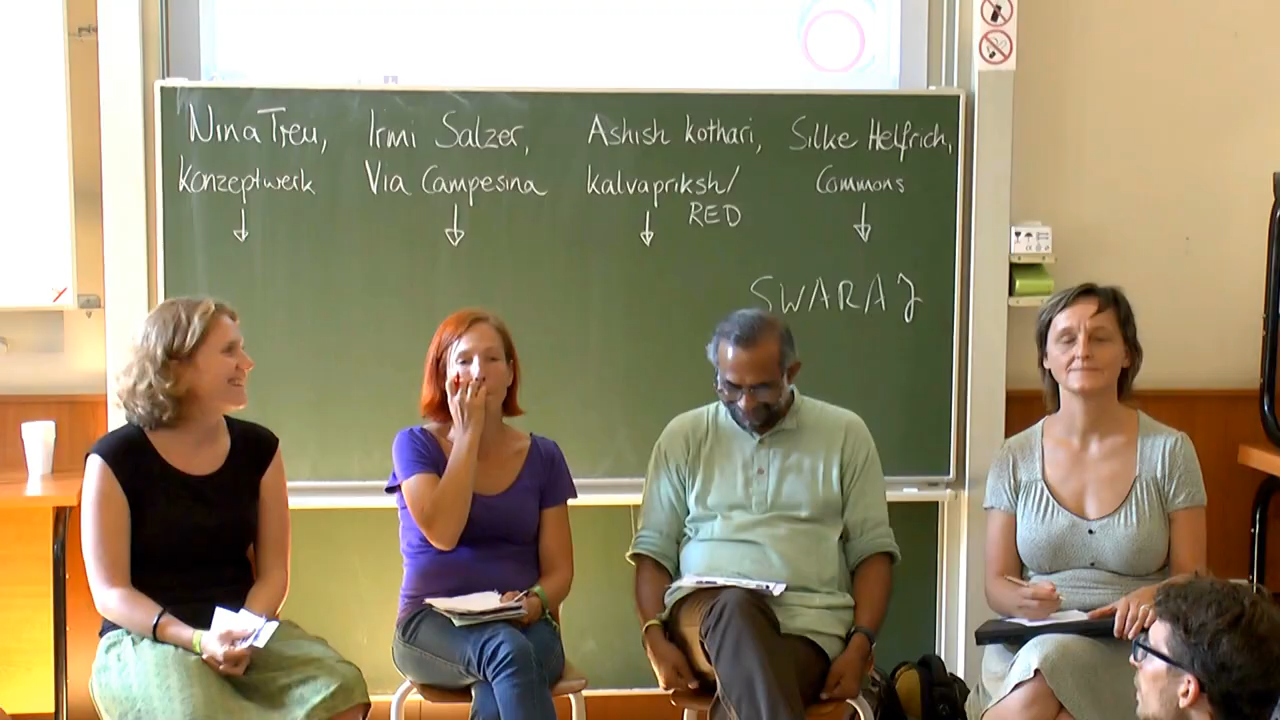 Nina Treu, Irmi Salzer, Ashish Kothari, Silke Helfrich,
Konzeptwerk Via Campesina Kalvapriksh/ Commons
RED
SWARAJ